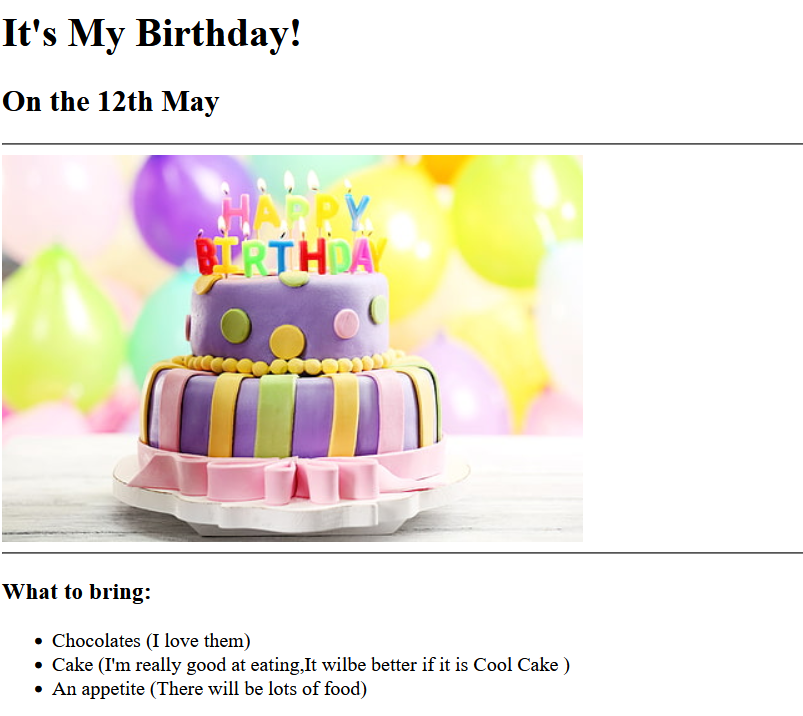 It's My Birthday!
On the 12th May
HAPPY
BIRTHDAY
What to bring:
Chocolates (I love them)
Cake (I'm really good at eating,It wilbe better if it is Cool Cake )
An appetite (There will be lots of food)